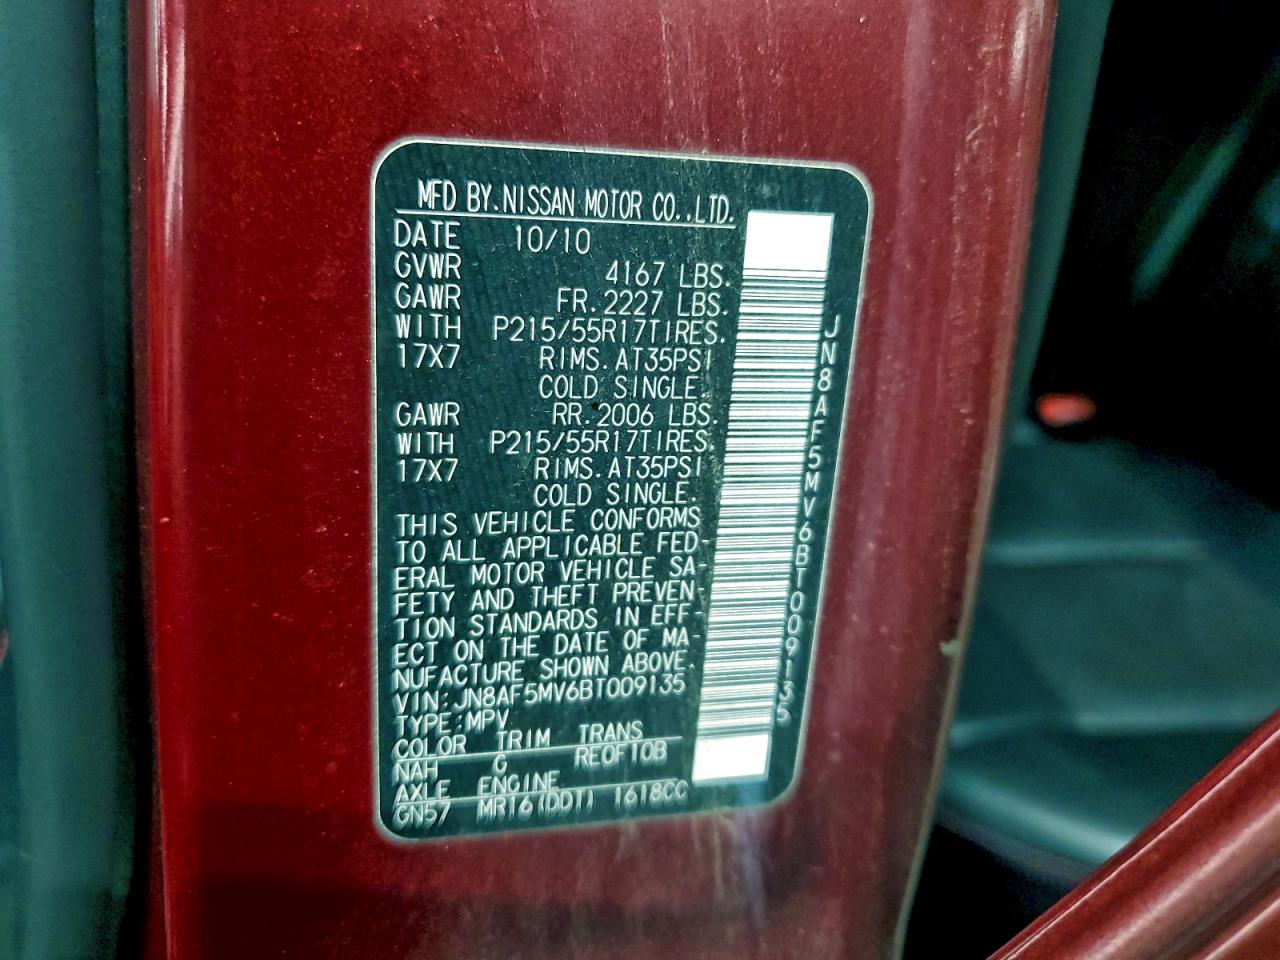 MFD BY.NISSAN MOTOR CO.,LTD.
DATE 10/10
GVWR 4167 LBS.
GAWR FR.2227 LBS.
WITH P215/55R17TIRES.
17X7 RIMS.AT35PSI
COLD SINGLE.
GAWR RR.2006 LBS.
WITH P215/55R17TIRES.
17X7 RIMS.AT35PSI
COLD SINGLE.
THIS VEHICLE CONFORMS
TO ALL APPLICABLE FED-
ERAL MOTOR VEHICLE SA-
FETY AND THEFT PREVEN-
TION STANDARDS IN EFF-
ECT ON THE DATE OF MA-
NUFACTURE SHOWN ABOVE.
VIN:JN8AF5MV6BT009135
TYPE:MPV
COLOR TRIM TRANS
NAH G RE0F10B
AXLE ENGINE
GN57 MR16(DDT) 1618CC
JN8AF5MV6BT009135